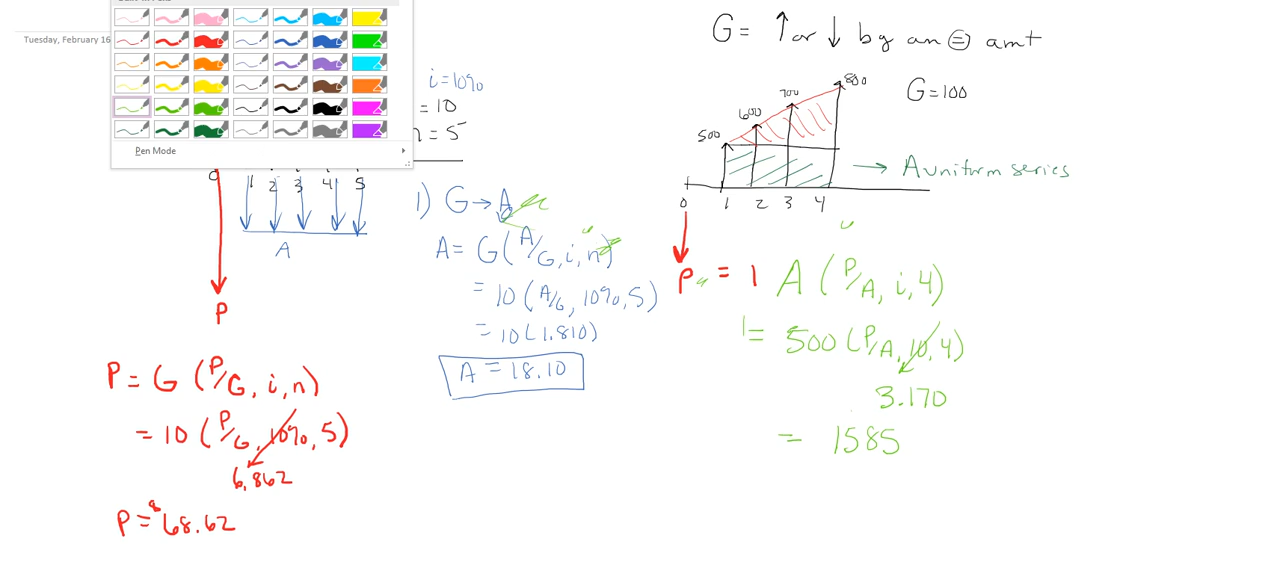 Tuesday, February 16
Pen Mode
i = 10%
= 10
n = 5
0
1 2 3 4 5
A
P
P = G (P/G, i, n)
= 10 (P/G, 10%, 5)
6.862
P = $68.62
1) G → A
A = G (A/G, i, n)
= 10 (A/G, 10%, 5)
= 10 (1.810)
A = 18.10
G = ↑ or ↓ by an = amt
G = 100
500 600 700 800
→ A uniform series
0 1 2 3 4
P = A (P/A, i, 4)
= 500 (P/A, 10, 4)
3.170
= 1585